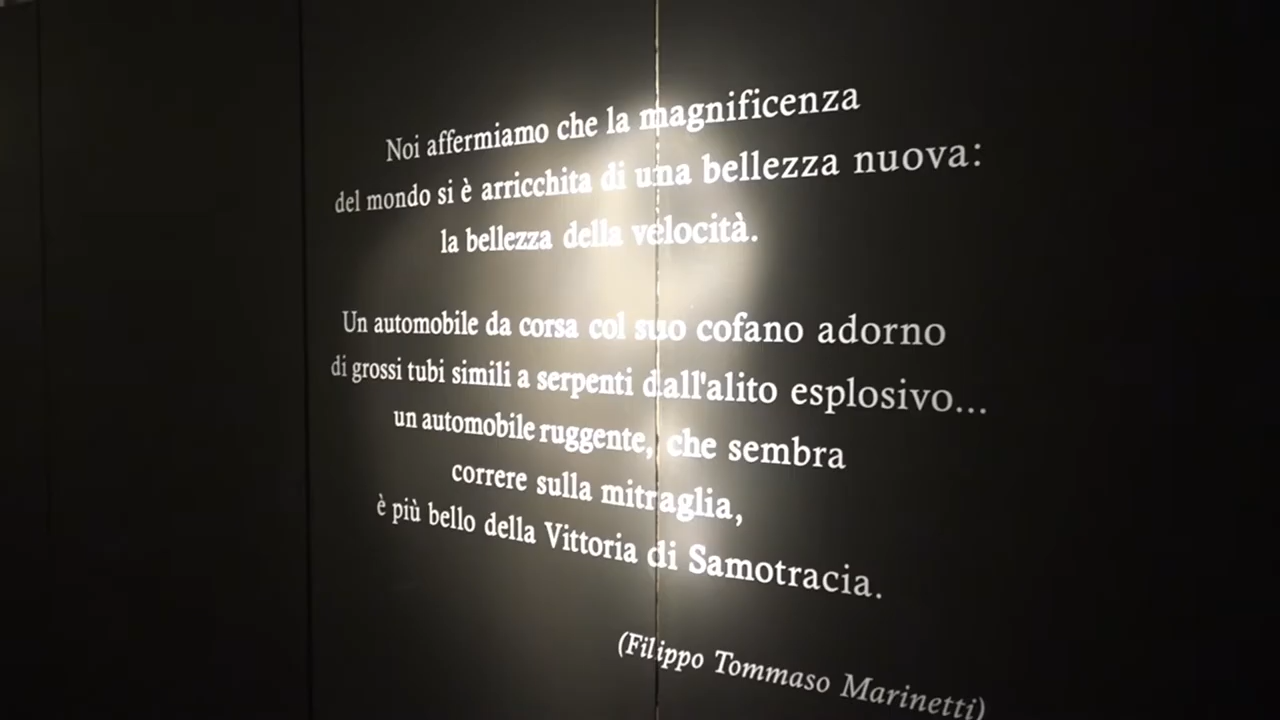 Noi affermiamo che la magnificenza
del mondo si è arricchita di una bellezza nuova:
la bellezza della velocità.
Un automobile da corsa col suo cofano adorno
di grossi tubi simili a serpenti dall'alito esplosivo...
un automobile ruggente, che sembra
correre sulla mitraglia,
è più bello della Vittoria di Samotracia.
(Filippo Tommaso Marinetti)